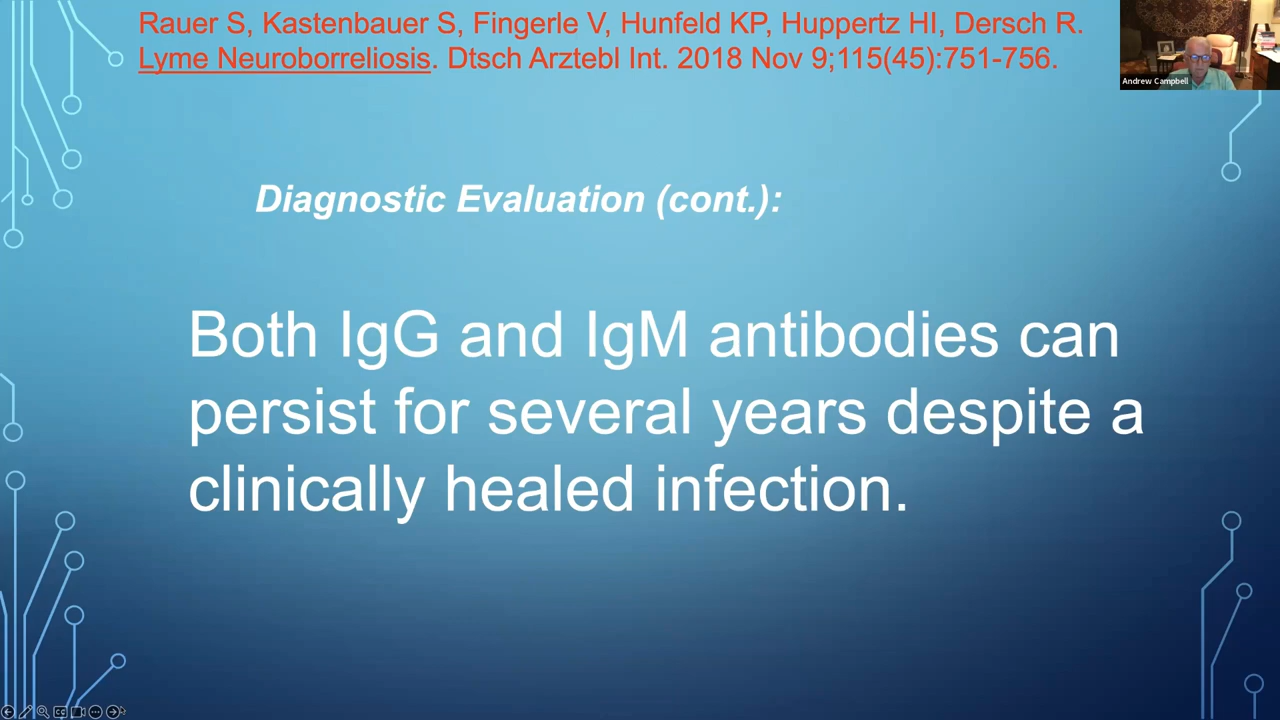 Rauer S, Kastenbauer S, Fingerle V, Hunfeld KP, Huppertz HI, Dersch R.
Lyme Neuroborreliosis. Dtsch Arztebl Int. 2018 Nov 9;115(45):751-756.
Andrew Campbell
Diagnostic Evaluation (cont.):
Both IgG and IgM antibodies can
persist for several years despite a
clinically healed infection.